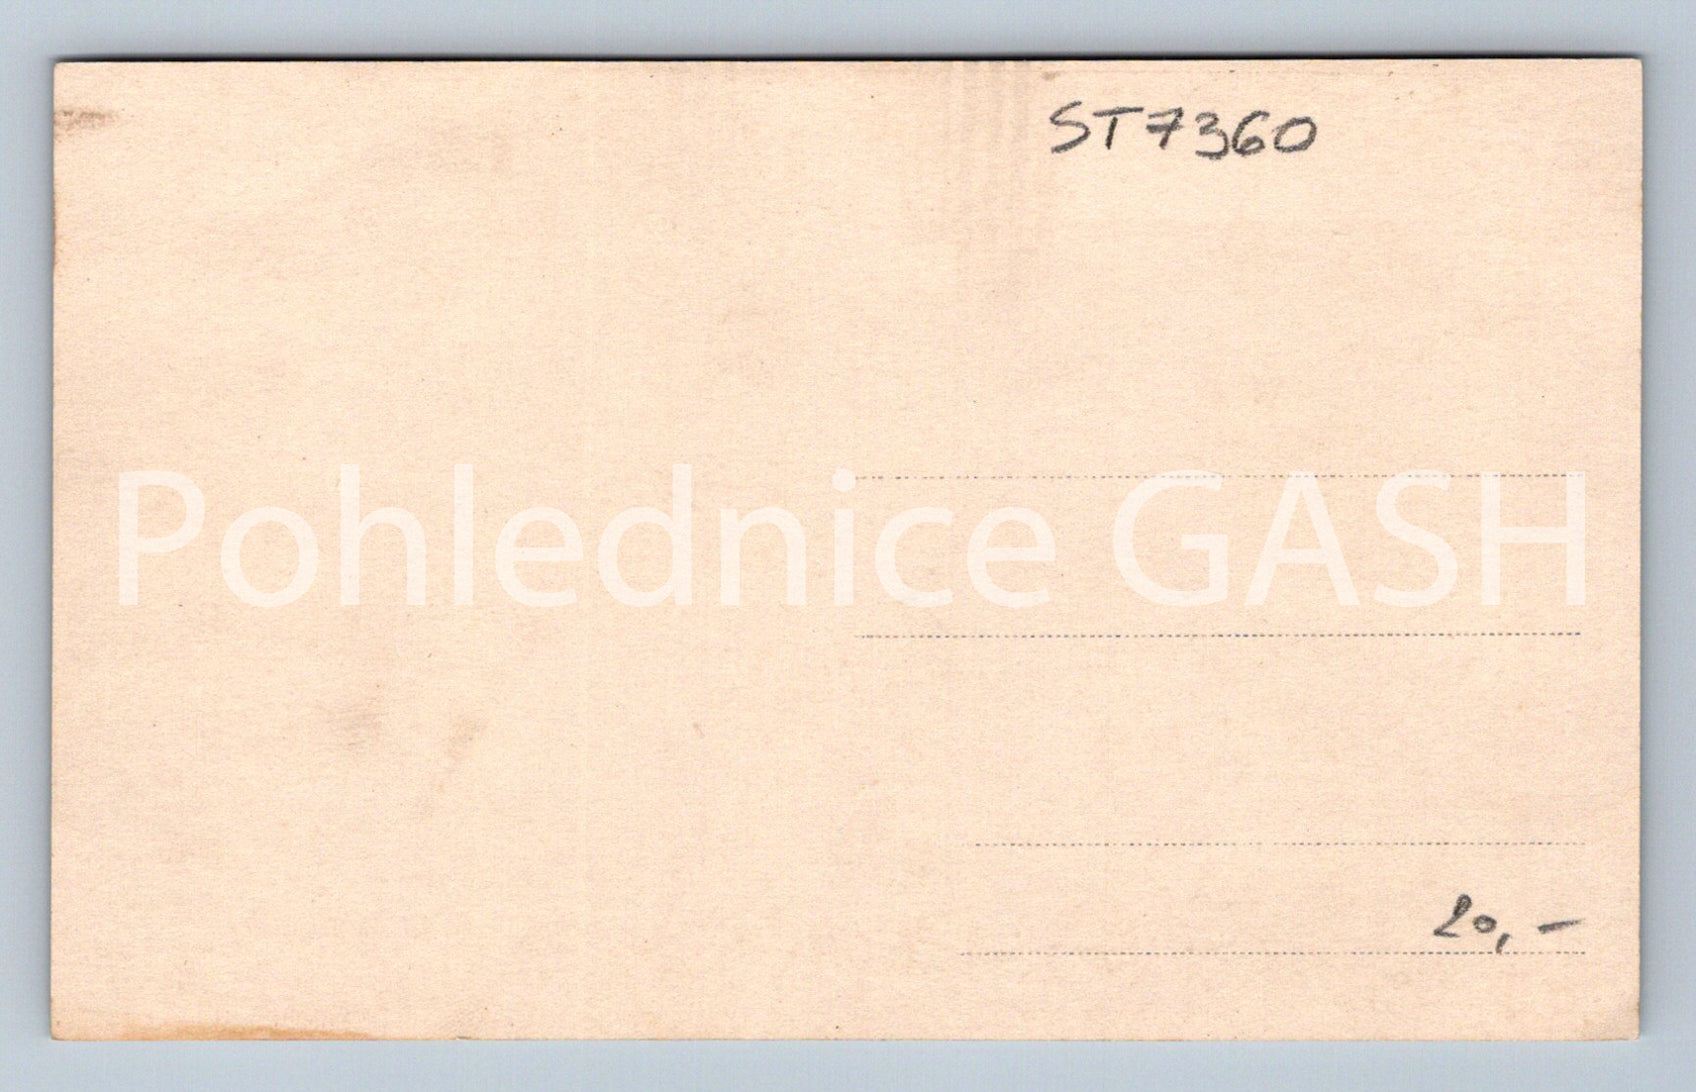 ST7360
Pohlednice GASH
20,-